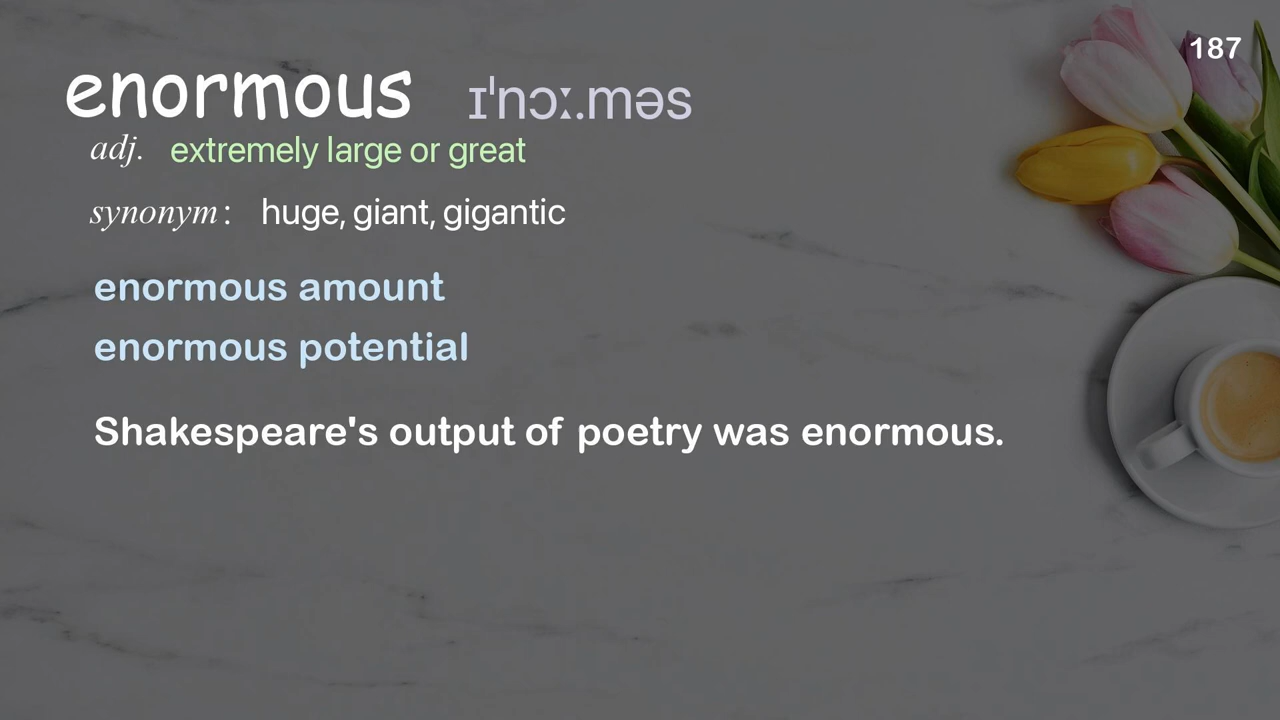 187
enormous ɪˈnɔː.məs
adj. extremely large or great
synonym: huge, giant, gigantic
enormous amount
enormous potential
Shakespeare's output of poetry was enormous.